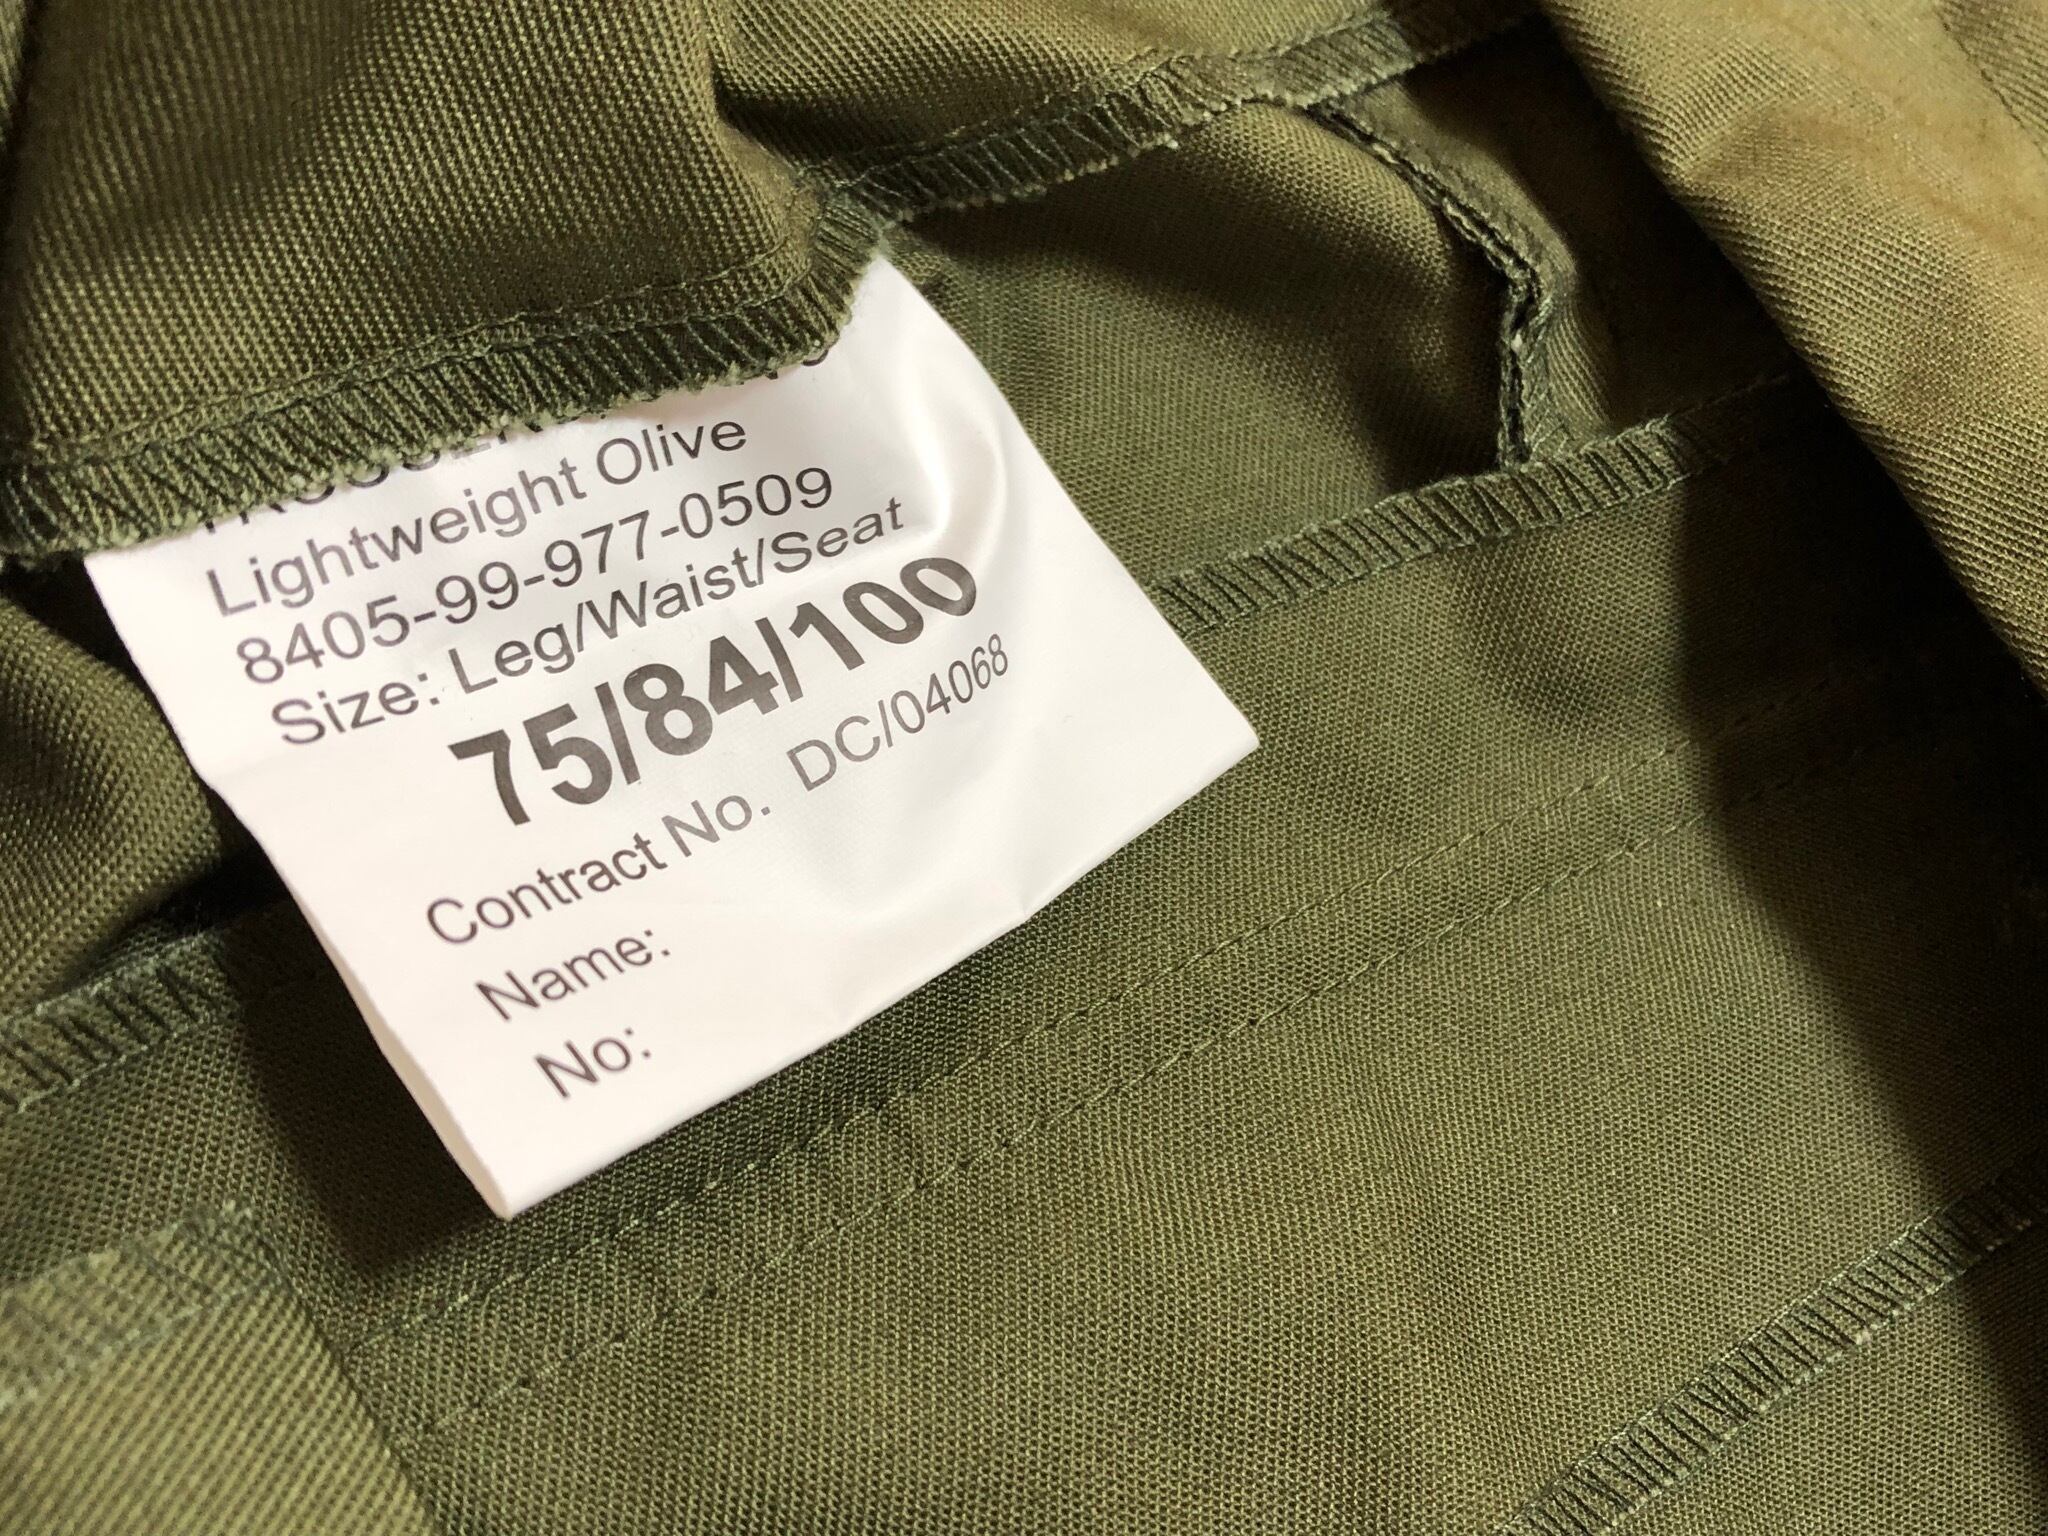 Lightweight Olive
8405-99-977-0509
Size: Leg/Waist/Seat
75/84/100
Contract No. DC/04068
Name:
No: